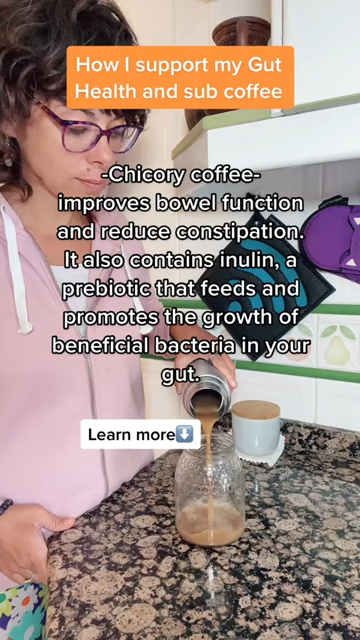 How I support my Gut
Health and sub coffee
-Chicory coffee-
improves bowel function
and reduce constipation.
It also contains inulin, a
prebiotic that feeds and
promotes the growth of
beneficial bacteria in your
gut.
Learn more⬇️